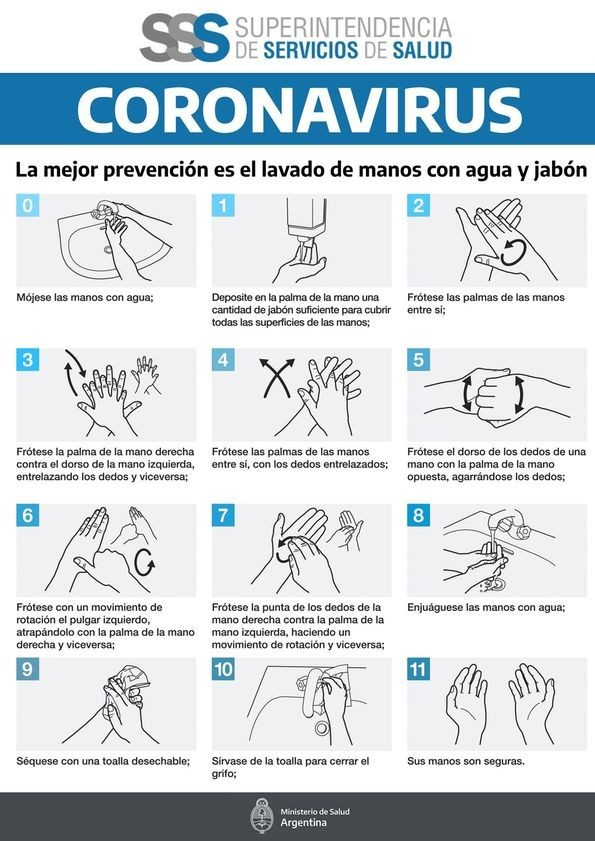 SSS SUPERINTENDENCIA
DE SERVICIOS DE SALUD
CORONAVIRUS
La mejor prevención es el lavado de manos con agua y jabón
0
Mójese las manos con agua;
1
Deposite en la palma de la mano una
cantidad de jabón suficiente para cubrir
todas las superficies de las manos;
2
Frótese las palmas de las manos
entre sí;
3
Frótese la palma de la mano derecha
contra el dorso de la mano izquierda,
entrelazando los dedos y viceversa;
4
Frótese las palmas de las manos
entre sí, con los dedos entrelazados;
5
Frótese el dorso de los dedos de una
mano con la palma de la mano
opuesta, agarrándose los dedos;
6
Frótese con un movimiento de
rotación el pulgar izquierdo,
atrapándolo con la palma de la mano
derecha y viceversa;
7
Frótese la punta de los dedos de la
mano derecha contra la palma de la
mano izquierda, haciendo un
movimiento de rotación y viceversa;
8
Enjuáguese las manos con agua;
9
Séquese con una toalla desechable;
10
Sírvase de la toalla para cerrar el
grifo;
11
Sus manos son seguras.
Ministerio de Salud
Argentina